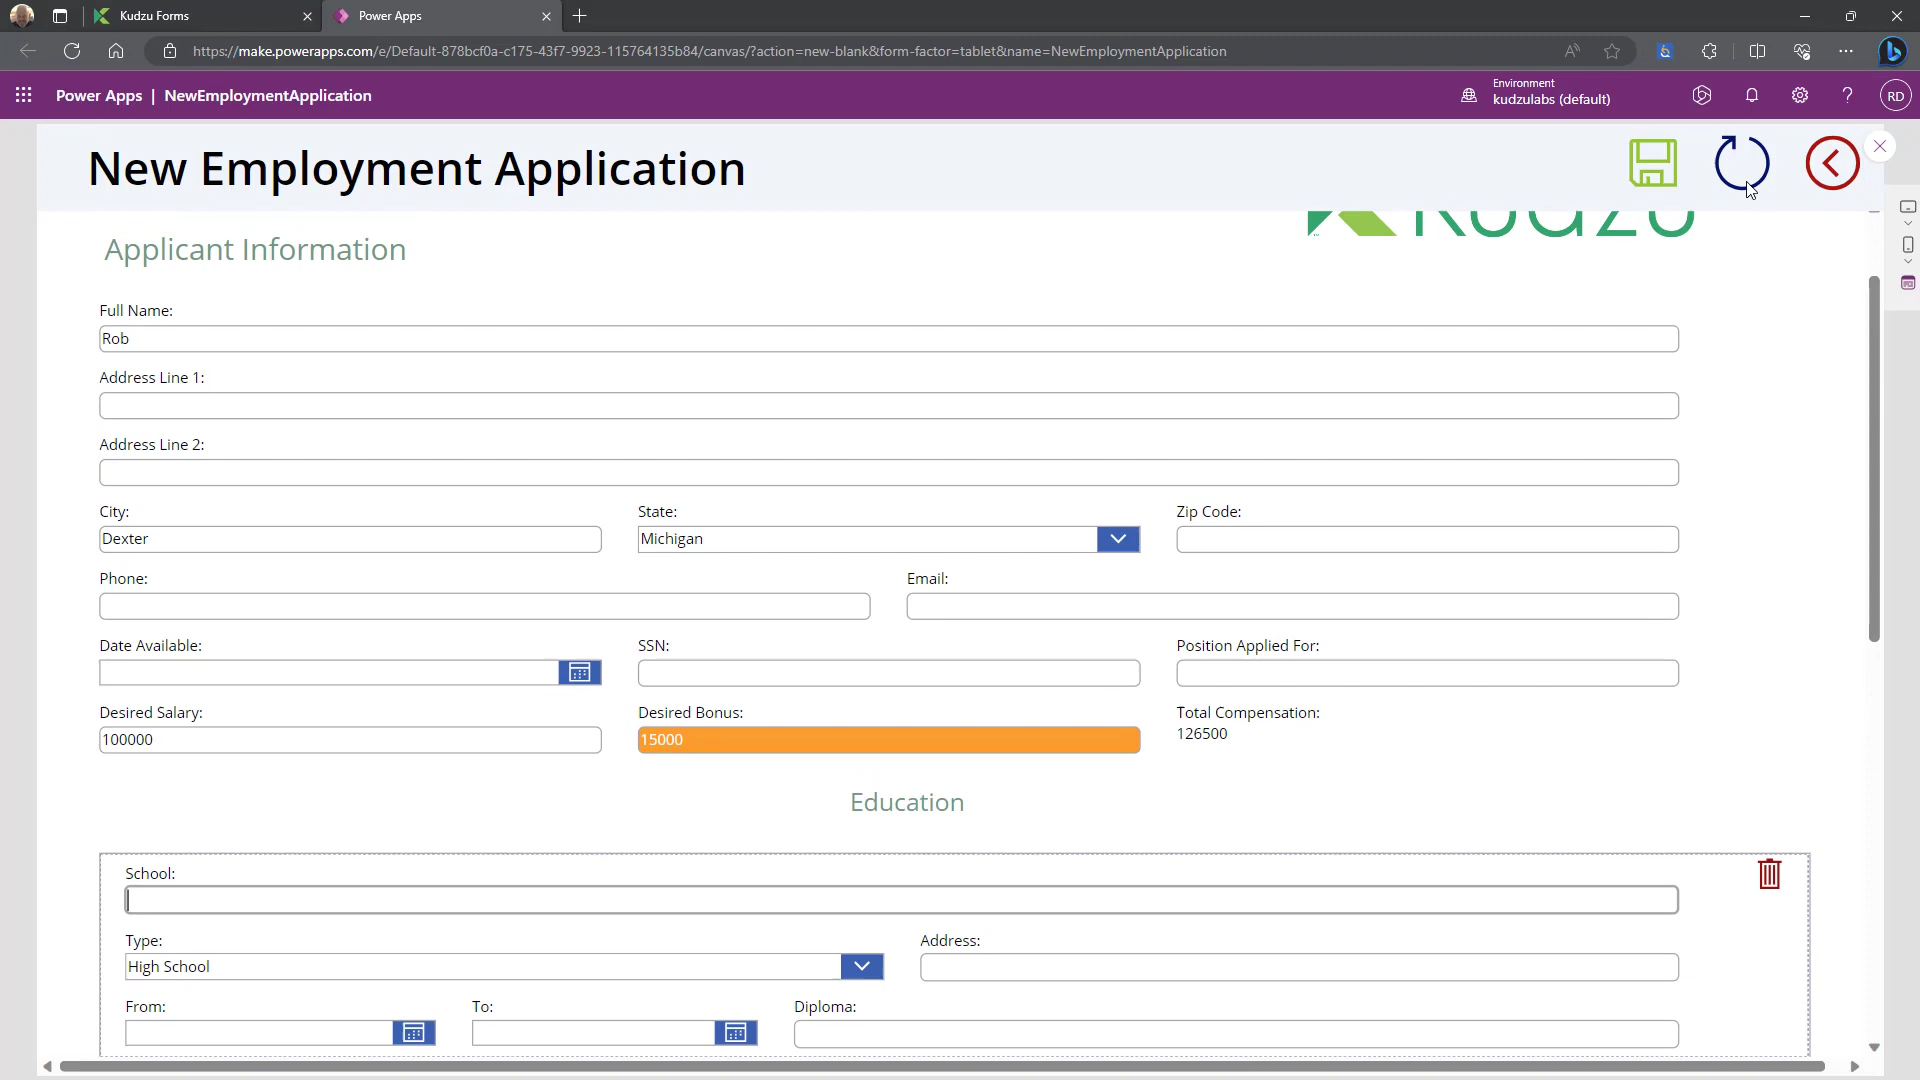 Kudzu Forms
Power Apps
https://make.powerapps.com/e/Default-878bcf0a-c175-43f7-9923-115764135b84/canvas/?action=new-blank&form-factor=tablet&name=NewEmploymentApplication
Power Apps | NewEmploymentApplication
Environment
kudzulabs (default)
?
RD
New Employment Application
Kudzu
Applicant Information
Full Name:
Rob
Address Line 1:
Address Line 2:
City:
State:
Zip Code:
Dexter
Michigan
Phone:
Email:
Date Available:
SSN:
Position Applied For:
Desired Salary:
Desired Bonus:
Total Compensation:
100000
15000
126500
Education
School:
Type:
Address:
High School
From:
To:
Diploma: